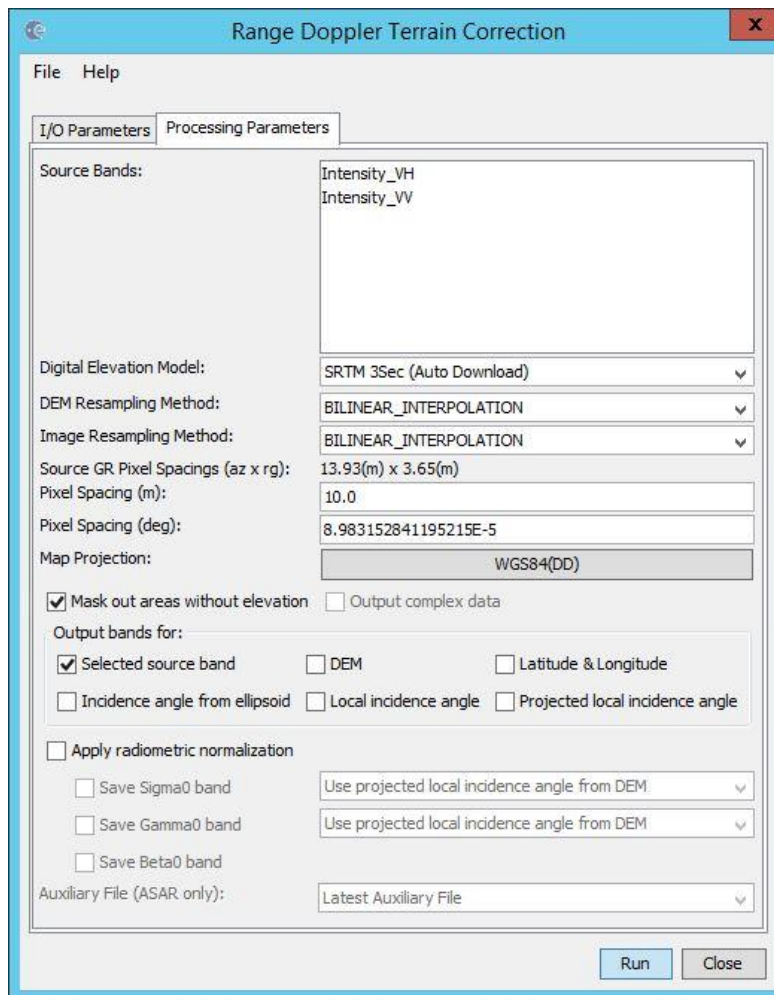 Range Doppler Terrain Correction
x
File Help
I/O Parameters Processing Parameters
Source Bands:
Intensity_VH
Intensity_VV
Digital Elevation Model: SRTM 3Sec (Auto Download)
DEM Resampling Method: BILINEAR_INTERPOLATION
Image Resampling Method: BILINEAR_INTERPOLATION
Source GR Pixel Spacings (az x rg): 13.93(m) x 3.65(m)
Pixel Spacing (m): 10.0
Pixel Spacing (deg): 8.983152841195215E-5
Map Projection: WGS84(DD)
Mask out areas without elevation Output complex data
Output bands for:
Selected source band DEM Latitude & Longitude
Incidence angle from ellipsoid Local incidence angle Projected local incidence angle
Apply radiometric normalization
Save Sigma0 band Use projected local incidence angle from DEM
Save Gamma0 band Use projected local incidence angle from DEM
Save Beta0 band
Auxiliary File (ASAR only): Latest Auxiliary File
Run Close